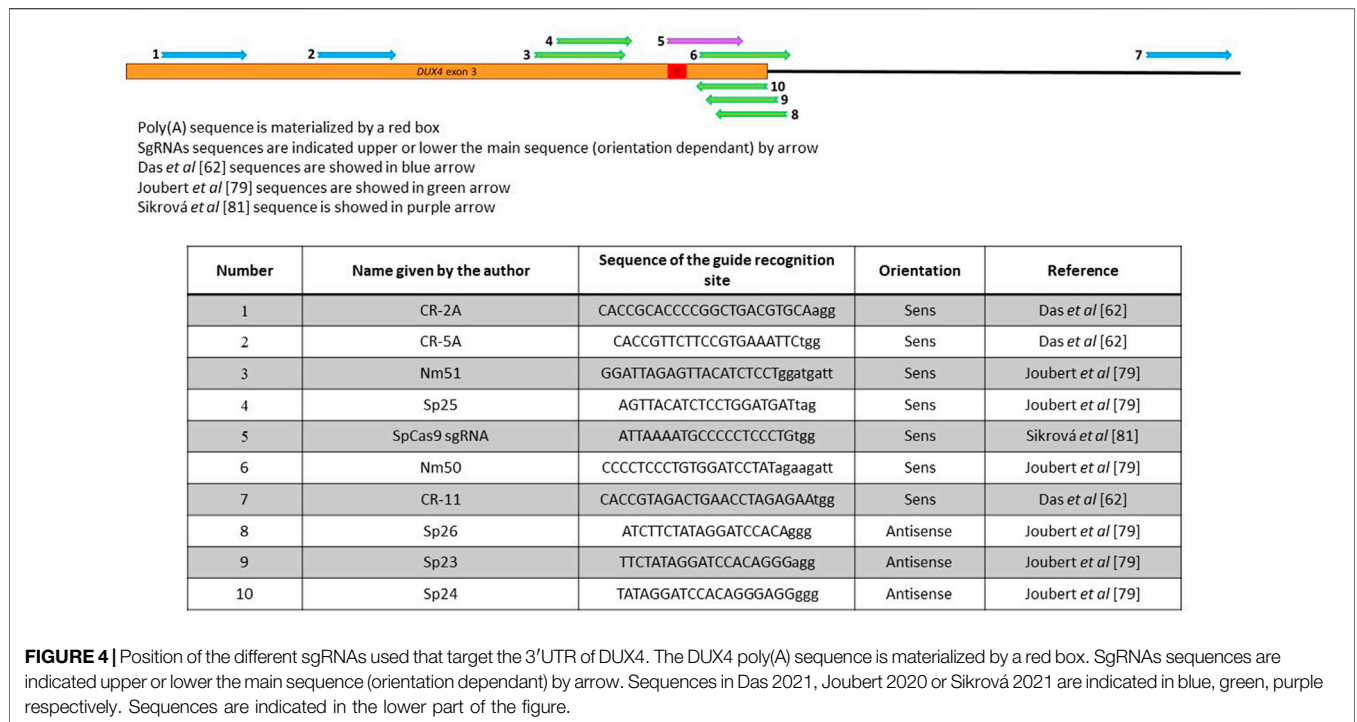 4
5
1
2
3
6
7
DUX4 exon 3
10
9
8
Poly(A) sequence is materialized by a red box
SgRNAs sequences are indicated upper or lower the main sequence (orientation dependant) by arrow
Das et al [62] sequences are showed in blue arrow
Joubert et al [79] sequences are showed in green arrow
Sikrová et al [81] sequence is showed in purple arrow
Number Name given by the author Sequence of the guide recognition site Orientation Reference
1 CR-2A CACCGCACCCCGGCTGACGTGCAagg Sens Das et al [62]
2 CR-5A CACCGTTCTTCCGTGAAATTCtgg Sens Das et al [62]
3 Nm51 GGATTAGAGTTACATCTCCTggatgatt Sens Joubert et al [79]
4 Sp25 AGTTACATCTCCTGGATGATtag Sens Joubert et al [79]
5 SpCas9 sgRNA ATTAAAATGCCCCCTCCCTGtgg Sens Sikrová et al [81]
6 Nm50 CCCCTCCCTGTGGATCCTATagaagatt Sens Joubert et al [79]
7 CR-11 CACCGTAGACTGAACCTAGAGAAtgg Sens Das et al [62]
8 Sp26 ATCTTCTATAGGATCCACAggg Antisense Joubert et al [79]
9 Sp23 TTCTATAGGATCCACAGGGagg Antisense Joubert et al [79]
10 Sp24 TATAGGATCCACAGGGAGGggg Antisense Joubert et al [79]
FIGURE 4 | Position of the different sgRNAs used that target the 3′UTR of DUX4. The DUX4 poly(A) sequence is materialized by a red box. SgRNAs sequences are
indicated upper or lower the main sequence (orientation dependant) by arrow. Sequences in Das 2021, Joubert 2020 or Sikrová 2021 are indicated in blue, green, purple
respectively. Sequences are indicated in the lower part of the figure.